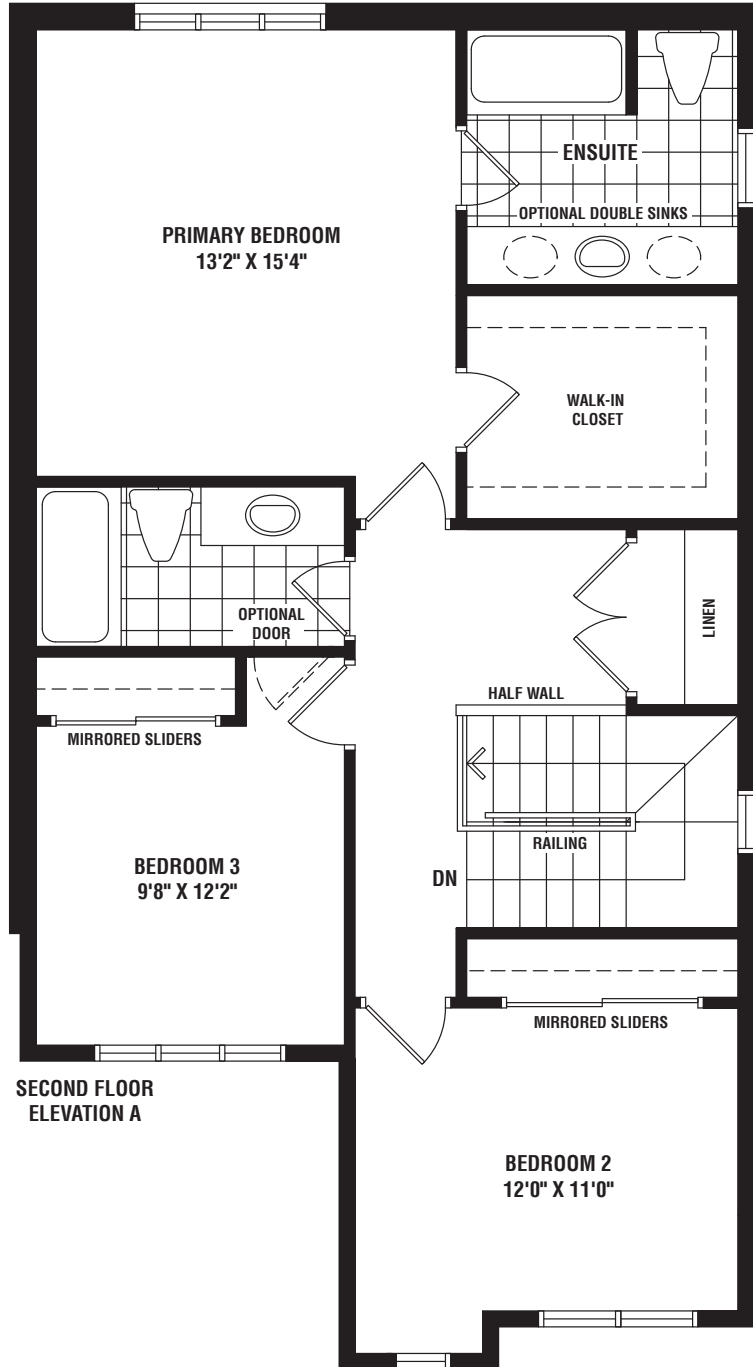 ENSUITE
OPTIONAL DOUBLE SINKS
PRIMARY BEDROOM
13'2" X 15'4"
WALK-IN
CLOSET
OPTIONAL
DOOR
LINEN
HALF WALL
MIRRORED SLIDERS
RAILING
BEDROOM 3
9'8" X 12'2"
DN
MIRRORED SLIDERS
SECOND FLOOR
ELEVATION A
BEDROOM 2
12'0" X 11'0"